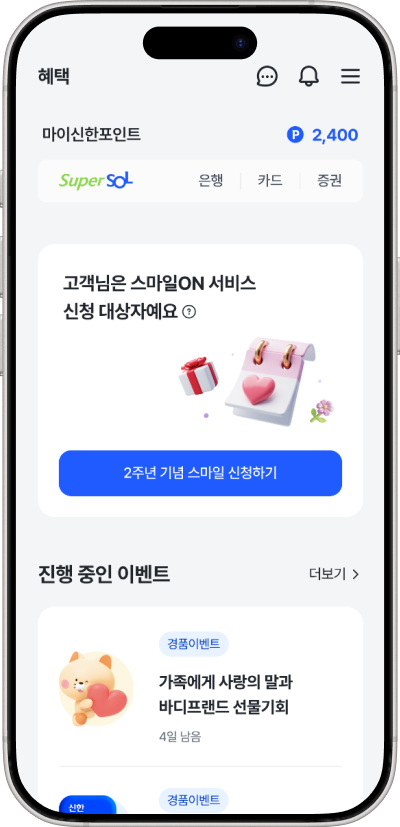 혜택
마이신한포인트
P 2,400
Super SOL
은행
카드
증권
고객님은 스마일ON 서비스
신청 대상자예요 ?
2주년 기념 스마일 신청하기
진행 중인 이벤트
더보기 >
경품이벤트
가족에게 사랑의 말과
바디프랜드 선물기회
4일 남음
경품이벤트
신한